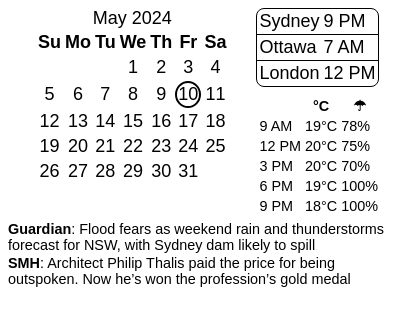 May 2024
Su Mo Tu We Th Fr Sa
1 2 3 4
5 6 7 8 9 10 11
12 13 14 15 16 17 18
19 20 21 22 23 24 25
26 27 28 29 30 31
Sydney 9 PM
Ottawa 7 AM
London 12 PM
°C ☂
9 AM 19°C 78%
12 PM 20°C 75%
3 PM 20°C 70%
6 PM 19°C 100%
9 PM 18°C 100%
Guardian: Flood fears as weekend rain and thunderstorms
forecast for NSW, with Sydney dam likely to spill
SMH: Architect Philip Thalis paid the price for being
outspoken. Now he’s won the profession’s gold medal